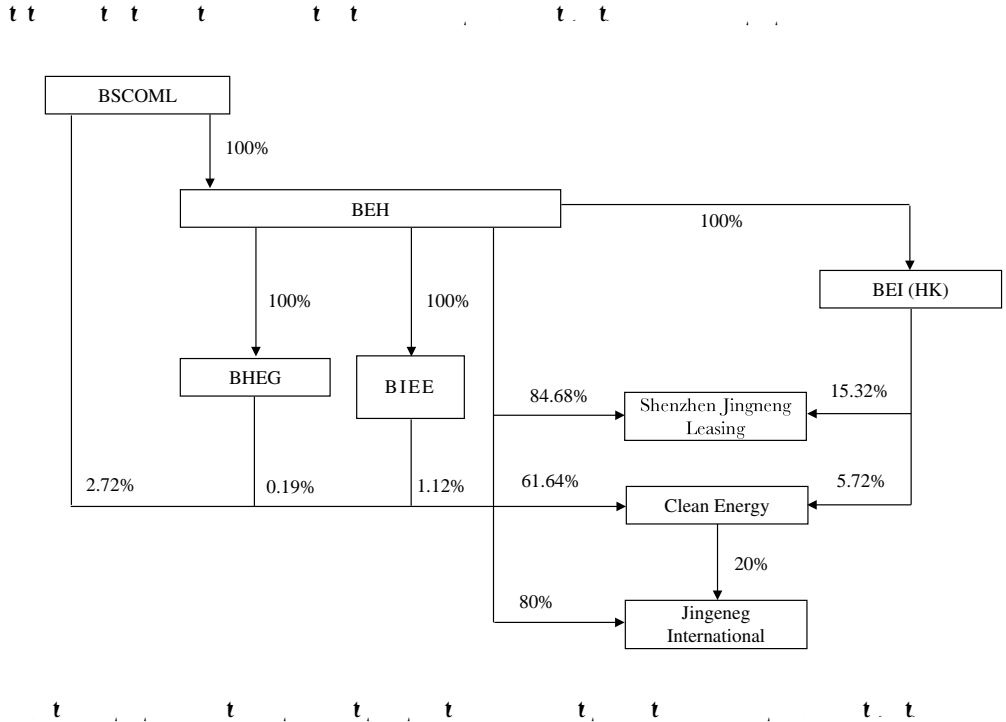 BSCOML
100%
BEH
100%
BEI (HK)
100%
100%
BHEG
BIEE
84.68%
Shenzhen Jingneng
Leasing
15.32%
2.72%
0.19%
1.12%
61.64%
Clean Energy
5.72%
20%
80%
Jingeneg
International